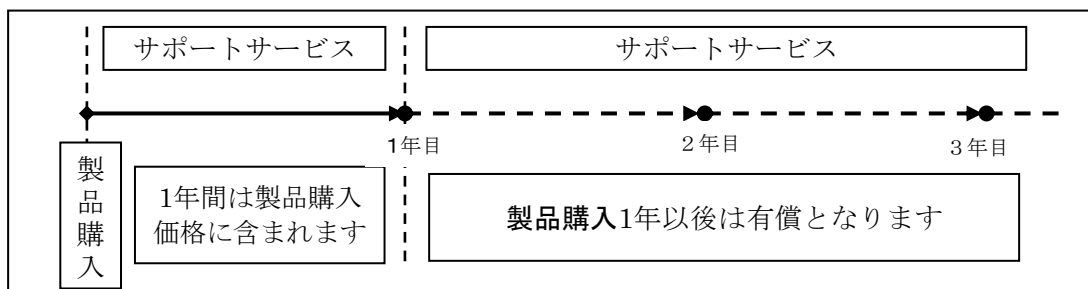 サポートサービス
サポートサービス
1年目
２年目
３年目
製品購入
1年間は製品購入
価格に含まれます
製品購入1年以後は有償となります